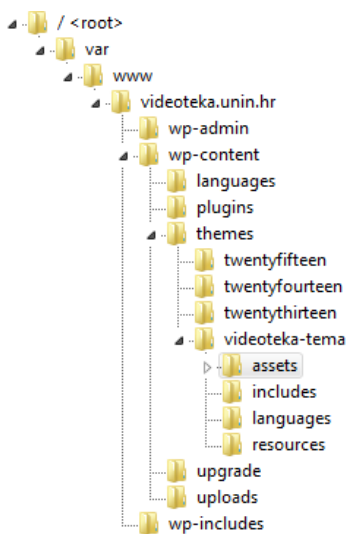 / <root>
var
www
videoteka.unin.hr
wp-admin
wp-content
languages
plugins
themes
twentyfifteen
twentyfourteen
twentythirteen
videoteka-tema
assets
includes
languages
resources
upgrade
uploads
wp-includes